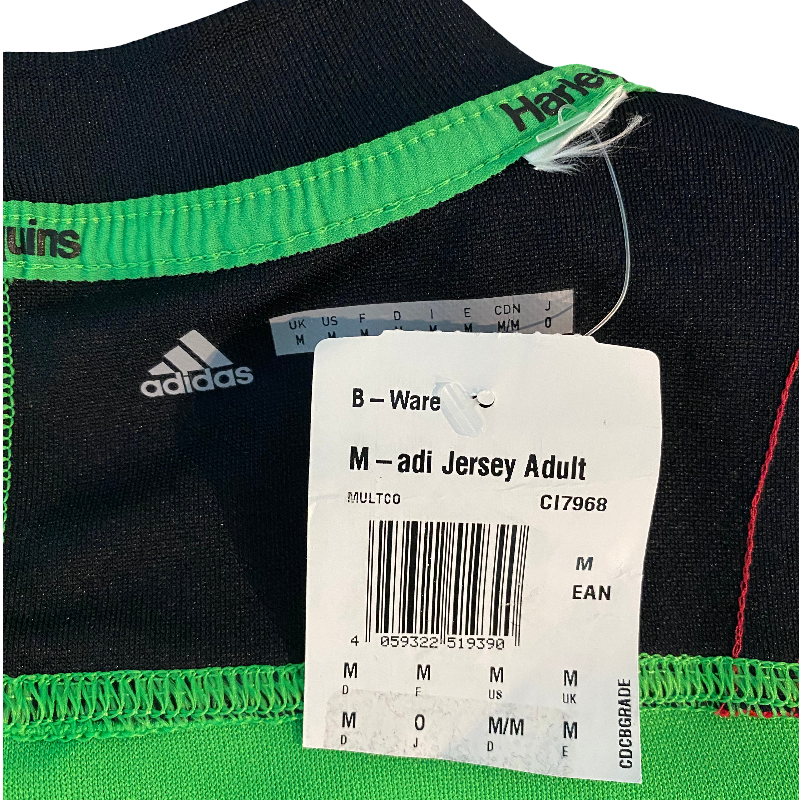 Harle
uins
UK US F D I E CDN J
M M M M M M M/M O
adidas
B – Ware
M – adi Jersey Adult
MULTCO CI7968
M
EAN
4 059322 519390
M M M M
D F US UK
M O M/M M
D J D E
CDCBGRADE